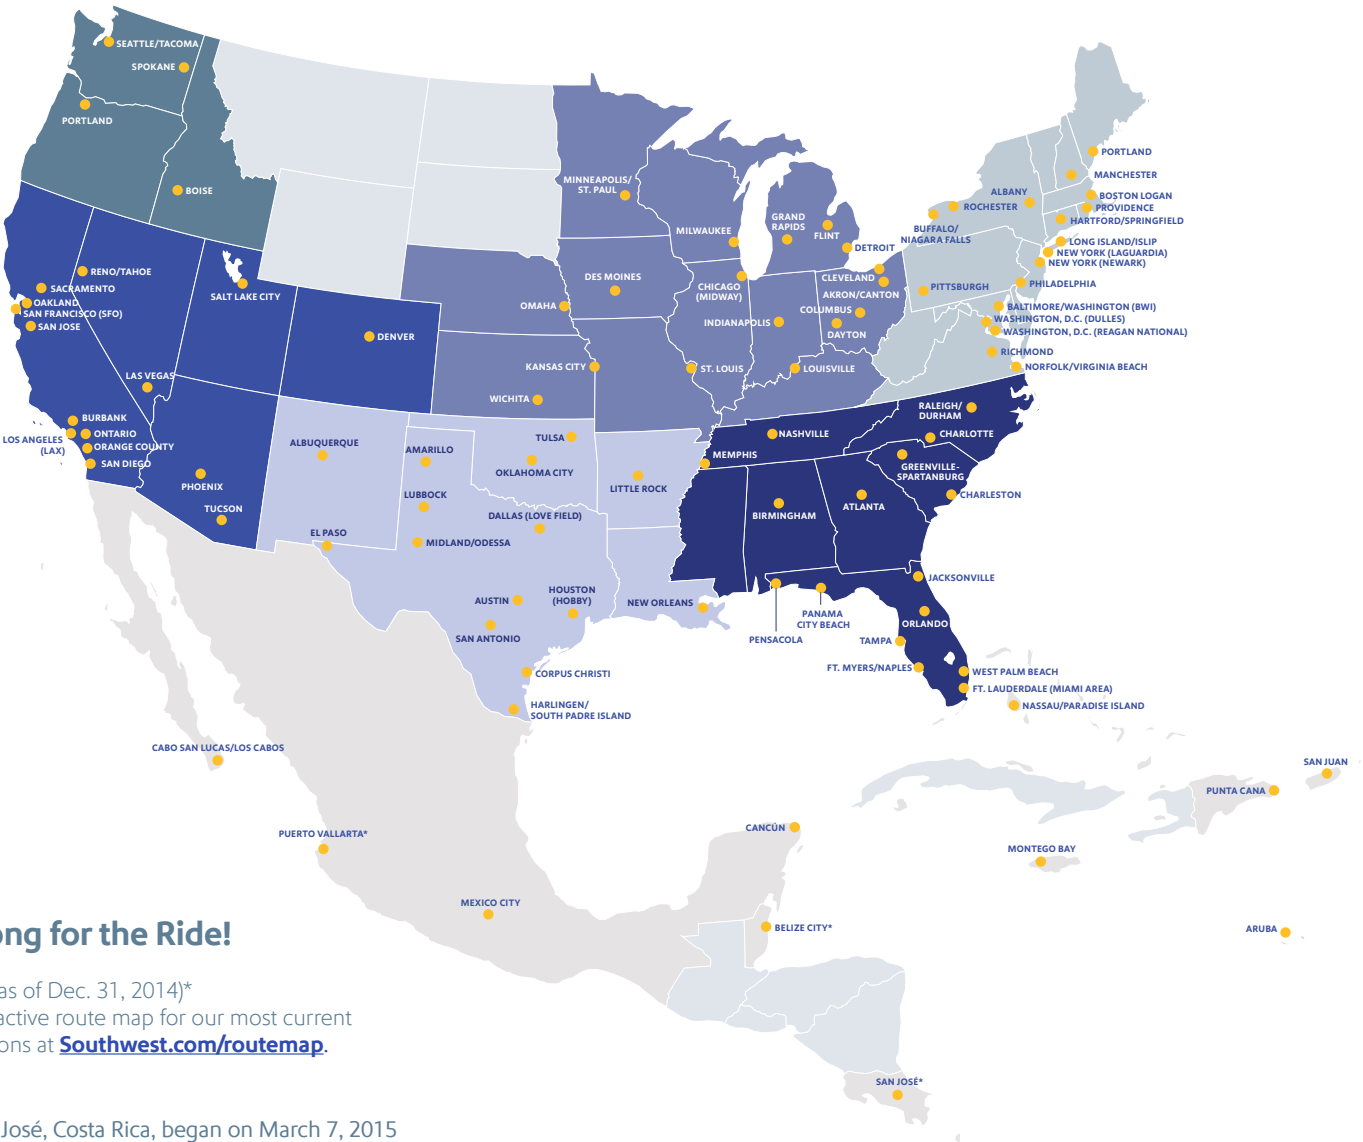 SEATTLE/TACOMA
SPOKANE
PORTLAND
BOISE
RENO/TAHOE
SACRAMENTO
OAKLAND
SAN FRANCISCO (SFO)
SAN JOSE
SALT LAKE CITY
DENVER
LAS VEGAS
BURBANK
ONTARIO
LOS ANGELES
(LAX)
ORANGE COUNTY
SAN DIEGO
PHOENIX
TUCSON
MINNEAPOLIS/
ST. PAUL
MILWAUKEE
GRAND
RAPIDS
FLINT
DETROIT
DES MOINES
OMAHA
CHICAGO
(MIDWAY)
CLEVELAND
AKRON/CANTON
COLUMBUS
DAYTON
INDIANAPOLIS
KANSAS CITY
ST. LOUIS
LOUISVILLE
WICHITA
PORTLAND
MANCHESTER
ALBANY
ROCHESTER
BOSTON LOGAN
PROVIDENCE
HARTFORD/SPRINGFIELD
BUFFALO/
NIAGARA FALLS
LONG ISLAND/ISLIP
NEW YORK (LAGUARDIA)
NEW YORK (NEWARK)
PITTSBURGH
PHILADELPHIA
BALTIMORE/WASHINGTON (BWI)
WASHINGTON, D.C. (DULLES)
WASHINGTON, D.C. (REAGAN NATIONAL)
RICHMOND
NORFOLK/VIRGINIA BEACH
ALBUQUERQUE
AMARILLO
TULSA
OKLAHOMA CITY
LITTLE ROCK
LUBBOCK
DALLAS (LOVE FIELD)
EL PASO
MIDLAND/ODESSA
AUSTIN
HOUSTON
(HOBBY)
SAN ANTONIO
NEW ORLEANS
CORPUS CHRISTI
HARLINGEN/
SOUTH PADRE ISLAND
RALEIGH/
DURHAM
NASHVILLE
CHARLOTTE
MEMPHIS
GREENVILLE-
SPARTANBURG
CHARLESTON
BIRMINGHAM
ATLANTA
JACKSONVILLE
PENSACOLA
PANAMA
CITY BEACH
ORLANDO
TAMPA
FT. MYERS/NAPLES
WEST PALM BEACH
FT. LAUDERDALE (MIAMI AREA)
NASSAU/PARADISE ISLAND
CABO SAN LUCAS/LOS CABOS
PUERTO VALLARTA*
MEXICO CITY
CANCÚN
BELIZE CITY*
MONTEGO BAY
PUNTA CANA
SAN JUAN
ARUBA
SAN JOSÉ*
ong for the Ride!
as of Dec. 31, 2014)*
active route map for our most current
ons at Southwest.com/routemap.
José, Costa Rica, began on March 7, 2015